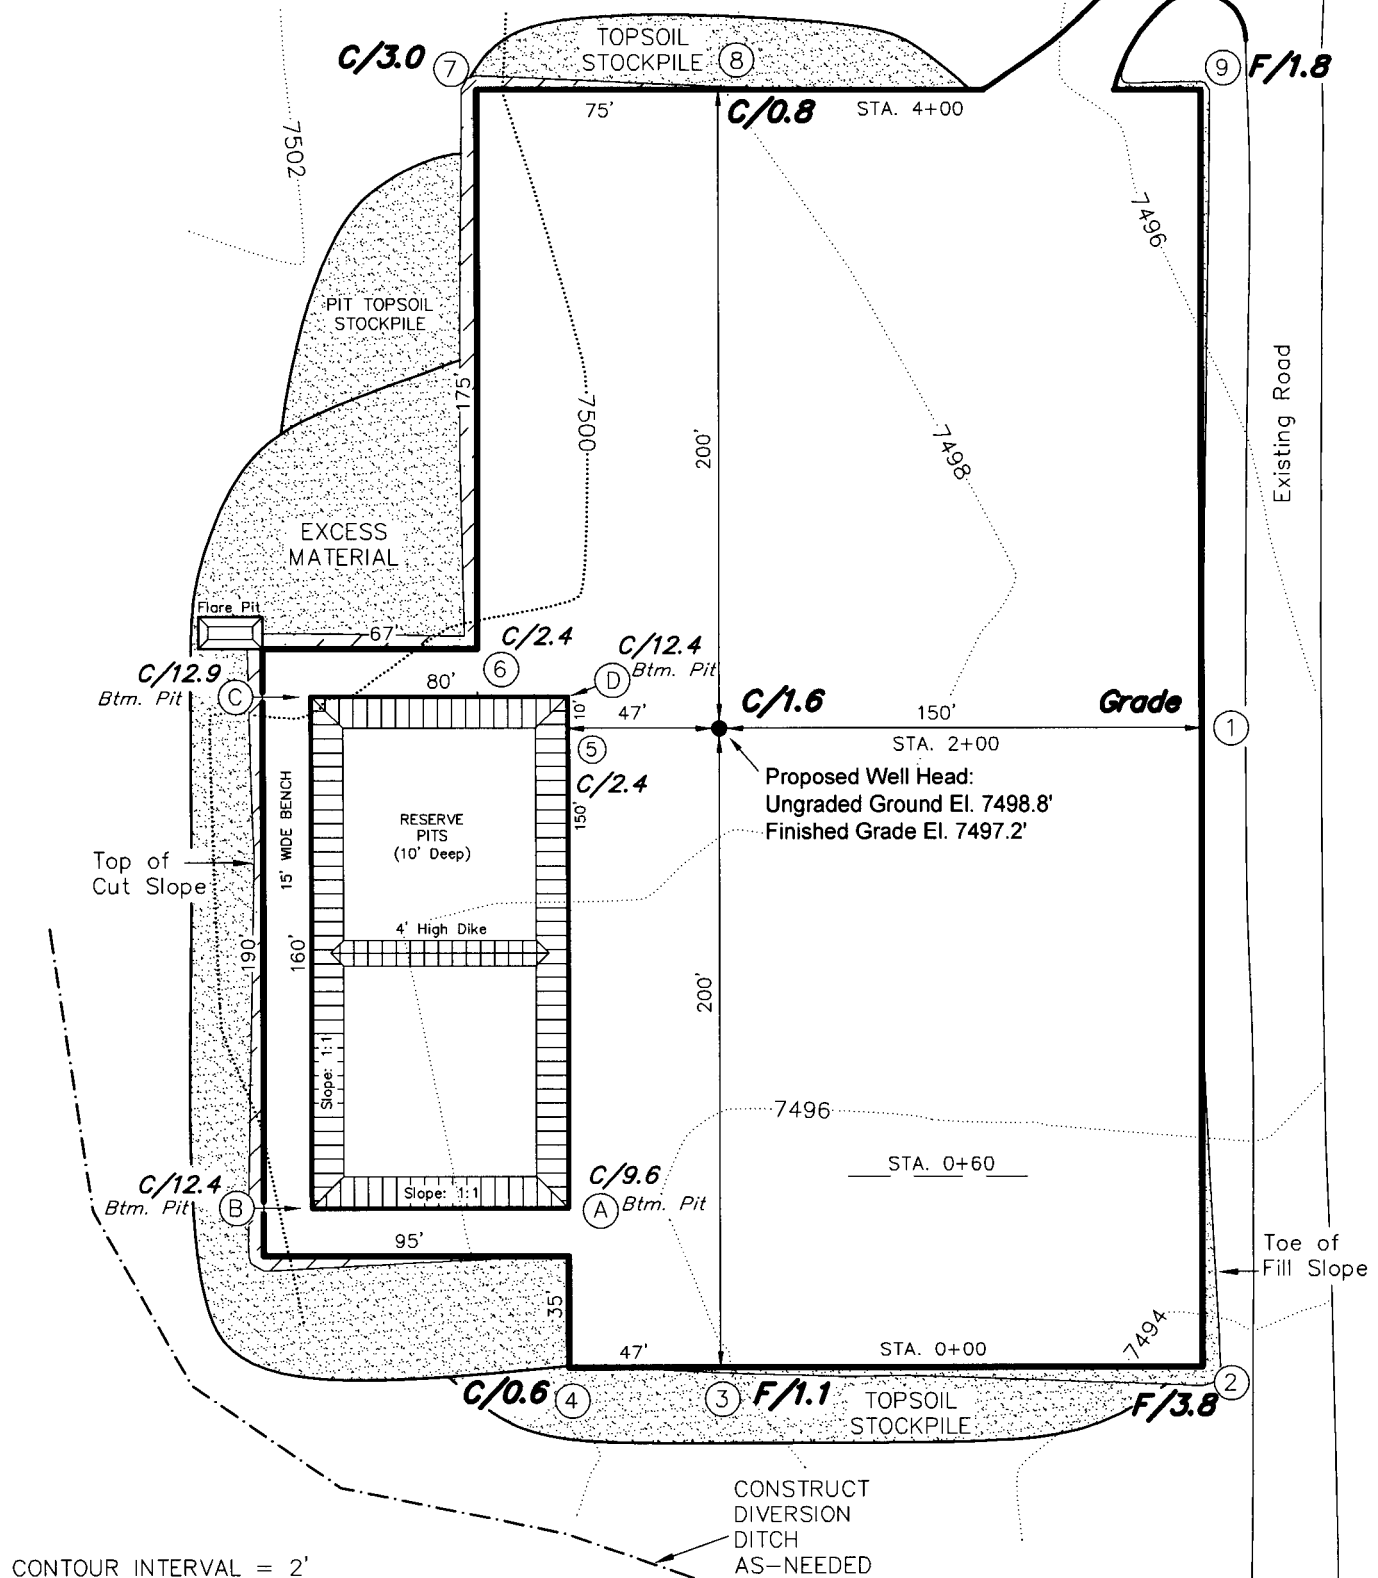 TOPSOIL
STOCKPILE
8
C/3.0
7
9
F/1.8
75'
C/0.8
STA. 4+00
7502
7496
PIT TOPSOIL
STOCKPILE
175'
7500
7498
200'
Existing Road
EXCESS
MATERIAL
Flare Pit
67'
C/2.4
6
C/12.4
Btm. Pit
D
C/12.9
Btm. Pit
C
80'
10'
47'
C/1.6
150'
Grade
1
STA. 2+00
5
C/2.4
150'
Proposed Well Head:
Ungraded Ground El. 7498.8'
Finished Grade El. 7497.2'
15' WIDE BENCH
RESERVE
PITS
(10' Deep)
Top of
Cut Slope
4' High Dike
190'
160'
200'
Slope: 1:1
7496
STA. 0+60
C/12.4
Btm. Pit
B
Slope: 1:1
C/9.6
A
Btm. Pit
95'
35'
Toe of
Fill Slope
7494
47'
STA. 0+00
C/0.6
4
3
F/1.1
TOPSOIL
STOCKPILE
F/3.8
2
CONSTRUCT
DIVERSION
DITCH
AS-NEEDED
CONTOUR INTERVAL = 2'